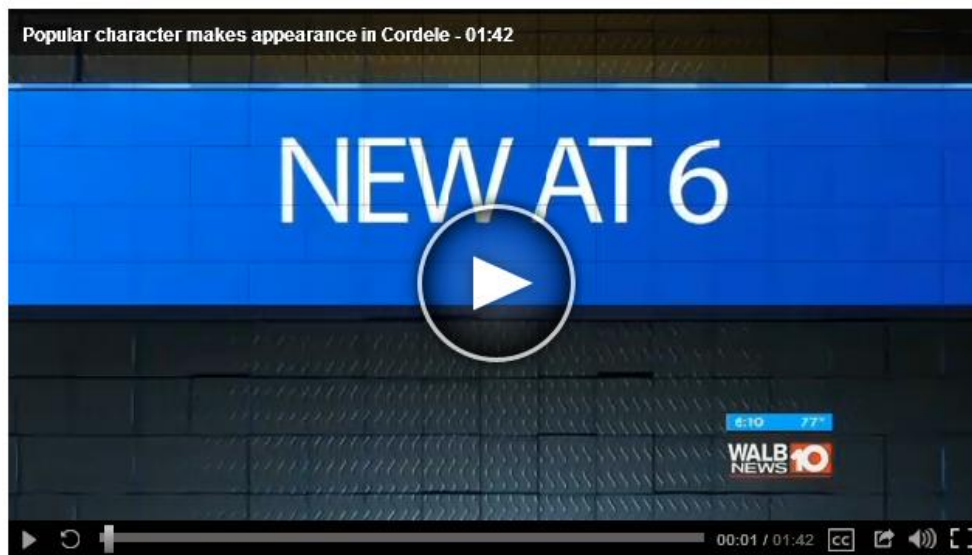 Popular character makes appearance in Cordele - 01:42
NEW AT 6
6:10 77°
WALB 10
NEWS
00:01 / 01:42 CC